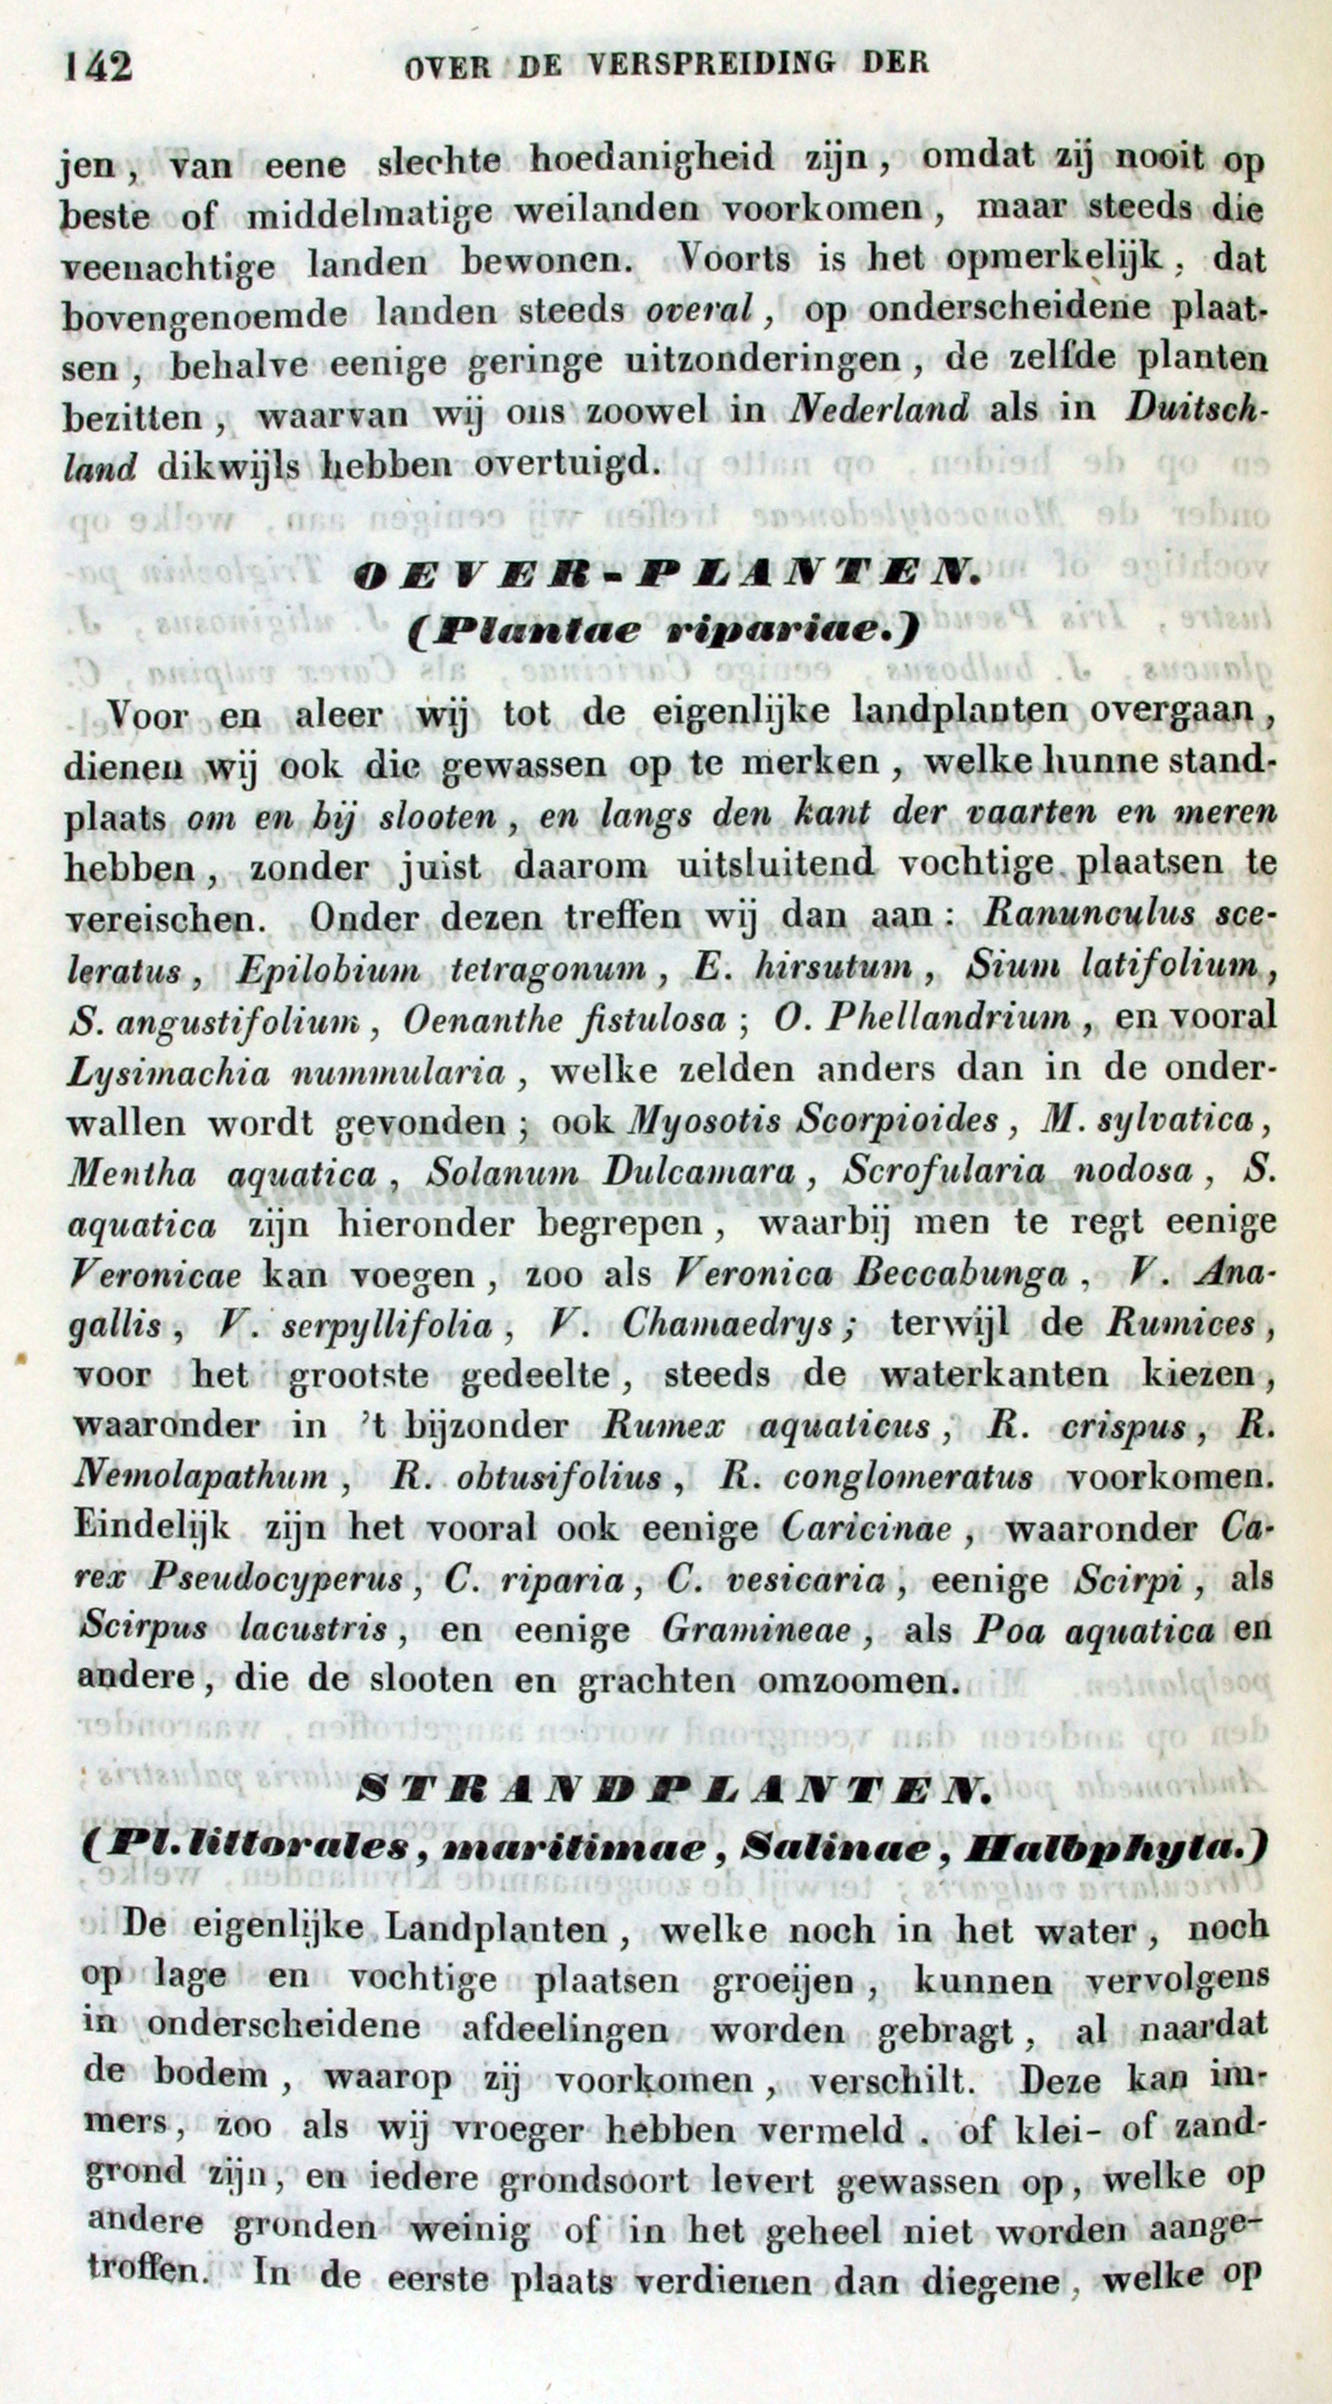 142 OVER DE VERSPREIDING DER
jen, van eene slechte hoedanigheid zijn, omdat zij nooit op
beste of middelmatige weilanden voorkomen, maar steeds die
veenachtige landen bewonen. Voorts is het opmerkelijk, dat
bovengenoemde landen steeds overal, op onderscheidene plaat-
sen, behalve eenige geringe uitzonderingen, de zelfde planten
bezitten, waarvan wij ons zoowel in Nederland als in Duitsch-
land dikwijls hebben overtuigd.
OEVER-PLANTEN.
(Plantae ripariae.)
Voor en aleer wij tot de eigenlijke landplanten overgaan,
dienen wij ook die gewassen op te merken, welke hunne stand-
plaats om en bij slooten, en langs den kant der vaarten en meren
hebben, zonder juist daarom uitsluitend vochtige plaatsen te
vereischen. Onder dezen treffen wij dan aan: Ranunculus sce-
leratus, Epilobium tetragonum, E. hirsutum, Sium latifolium,
S. angustifolium, Oenanthe fistulosa; O. Phellandrium, en vooral
Lysimachia nummularia, welke zelden anders dan in de onder-
wallen wordt gevonden; ook Myosotis Scorpioides, M. sylvatica,
Mentha aquatica, Solanum Dulcamara, Scrofularia nodosa, S.
aquatica zijn hieronder begrepen, waarbij men te regt eenige
Veronicae kan voegen, zoo als Veronica Beccabunga, V. Ana-
gallis, V. serpyllifolia, V. Chamaedrys; terwijl de Rumices,
voor het grootste gedeelte, steeds de waterkanten kiezen,
waaronder in 't bijzonder Rumex aquaticus, R. crispus, R.
Nemolapathum, R. obtusifolius, R. conglomeratus voorkomen.
Eindelijk zijn het vooral ook eenige Caricinae, waaronder Ca-
rex Pseudocyperus, C. riparia, C. vesicaria, eenige Scirpi, als
Scirpus lacustris, en eenige Gramineae, als Poa aquatica en
andere, die de slooten en grachten omzoomen.
STRANDPLANTEN.
(Pl. littorales, maritimae, Salinae, Halbphyta.)
De eigenlijke Landplanten, welke noch in het water, noch
op lage en vochtige plaatsen groeijen, kunnen vervolgens
in onderscheidene afdeelingen worden gebragt, al naardat
de bodem, waarop zij voorkomen, verschilt. Deze kan im-
mers, zoo als wij vroeger hebben vermeld. of klei- of zand-
grond zijn, en iedere grondsoort levert gewassen op, welke op
andere gronden weinig of in het geheel niet worden aange-
troffen. In de eerste plaats verdienen dan diegene, welke op